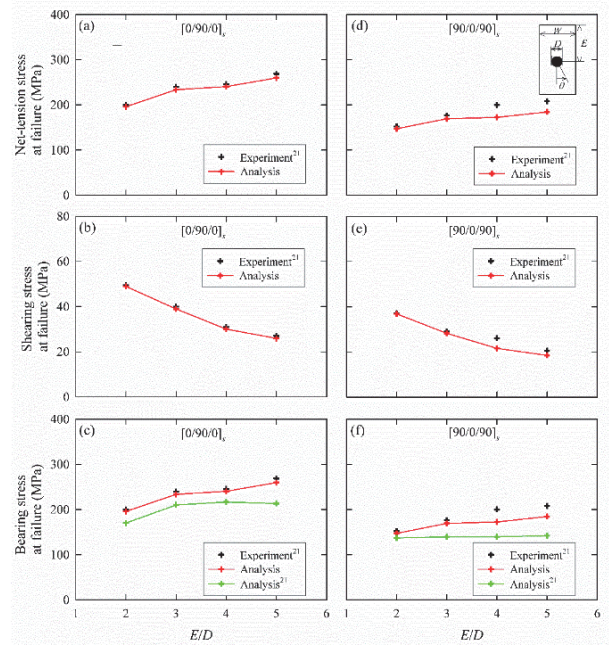 (a)
[0/90/0]s
Net-tension stress
at failure (MPa)
400
300
200
100
0
Experiment21
Analysis
(d)
[90/0/90]s
W
D
E
θ
Experiment21
Analysis
(b)
[0/90/0]s
Shearing stress
at failure (MPa)
80
60
40
20
0
Experiment21
Analysis
(e)
[90/0/90]s
Experiment21
Analysis
(c)
[0/90/0]s
Bearing stress
at failure (MPa)
400
300
200
100
0
Experiment21
Analysis
Analysis21
1 2 3 4 5 6
E/D
(f)
[90/0/90]s
Experiment21
Analysis
Analysis21
1 2 3 4 5 6
E/D